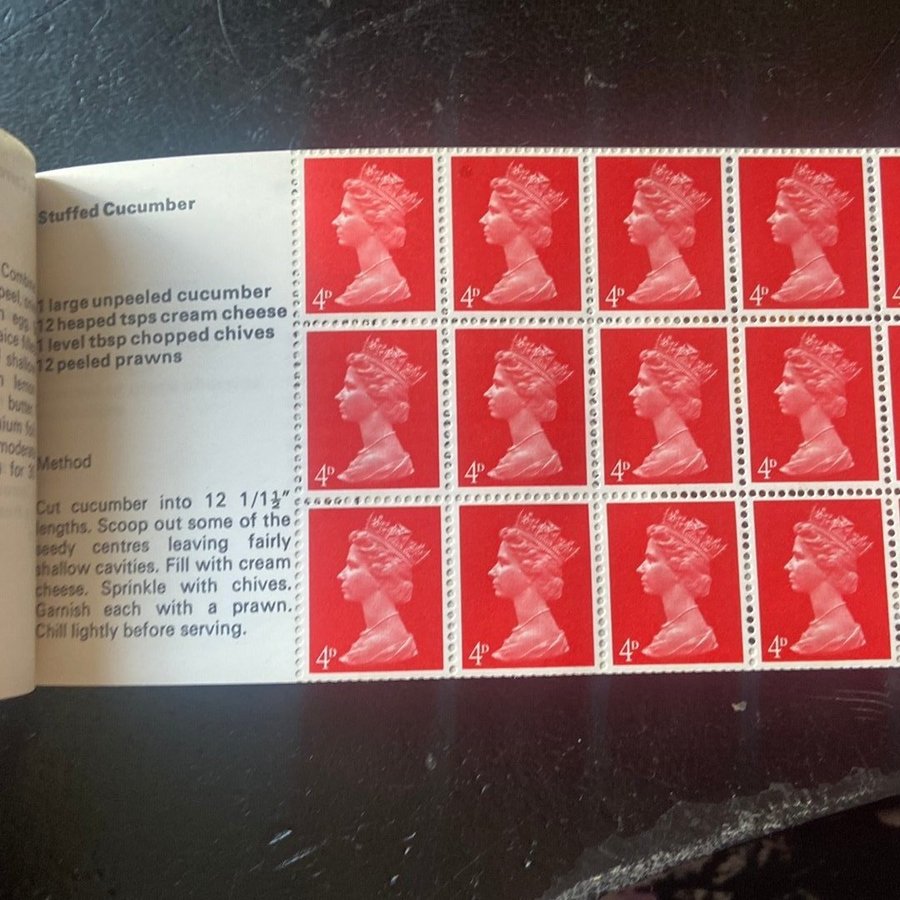 Stuffed Cucumber
1 large unpeeled cucumber
12 heaped tsps cream cheese
1 level tbsp chopped chives
12 peeled prawns
Method
Cut cucumber into 12 1/1½"
lengths. Scoop out some of the
seedy centres leaving fairly
shallow cavities. Fill with cream
cheese. Sprinkle with chives.
Garnish each with a prawn.
Chill lightly before serving.
4D 4D 4D 4D
4D 4D 4D 4D
4D 4D 4D 4D